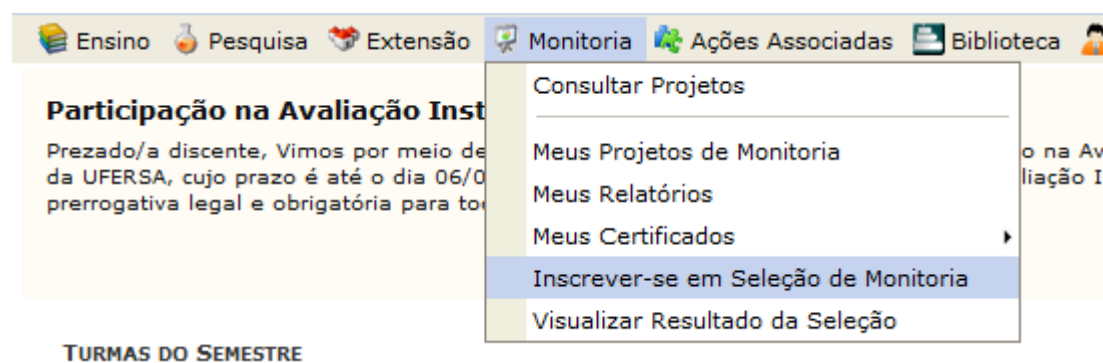 Ensino Pesquisa Extensão Monitoria Ações Associadas Biblioteca
Consultar Projetos
Participação na Avaliação Inst
Prezado/a discente, Vimos por meio de
Meus Projetos de Monitoria
o na Av
da UFERSA, cujo prazo é até o dia 06/0
liação I
prerrogativa legal e obrigatória para to
Meus Relatórios
Meus Certificados
Inscrever-se em Seleção de Monitoria
Visualizar Resultado da Seleção
TURMAS DO SEMESTRE